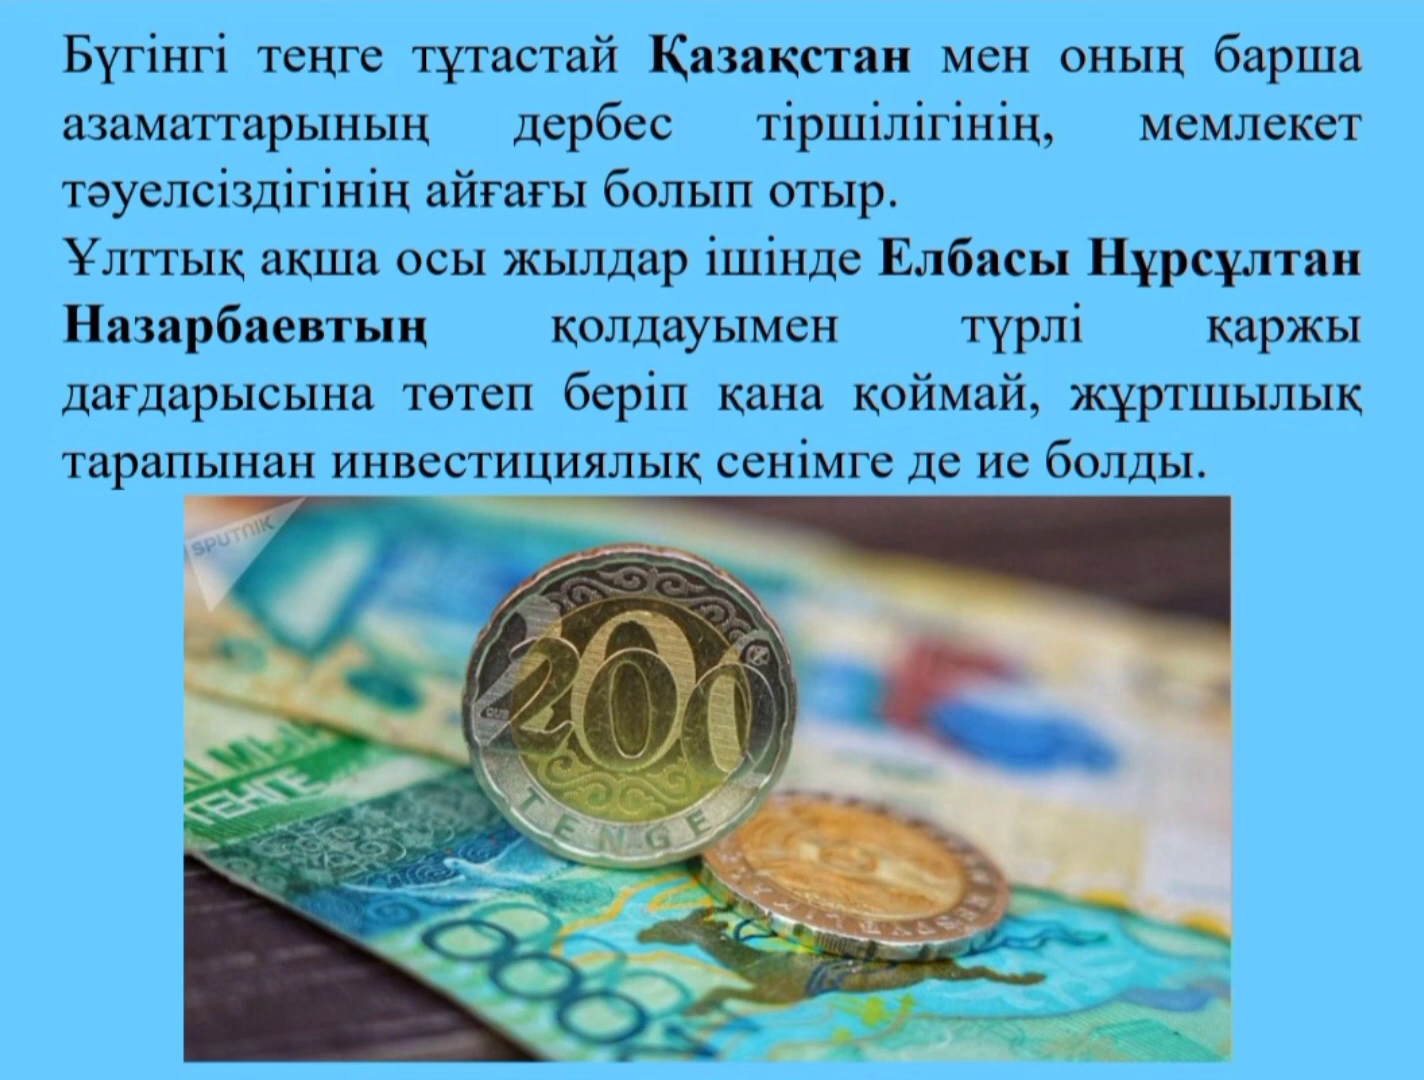 Бүгінгі теңге тұтастай Қазақстан мен оның барша
азаматтарының дербес тіршілігінің, мемлекет
тәуелсіздігінің айғағы болып отыр.
Ұлттық ақша осы жылдар ішінде Елбасы Нұрсұлтан
Назарбаевтың қолдауымен түрлі қаржы
дағдарысына төтеп беріп қана қоймай, жұртшылық
тарапынан инвестициялық сенімге де ие болды.
SPUTNIK
200
TENGE
ТЕҢГЕ